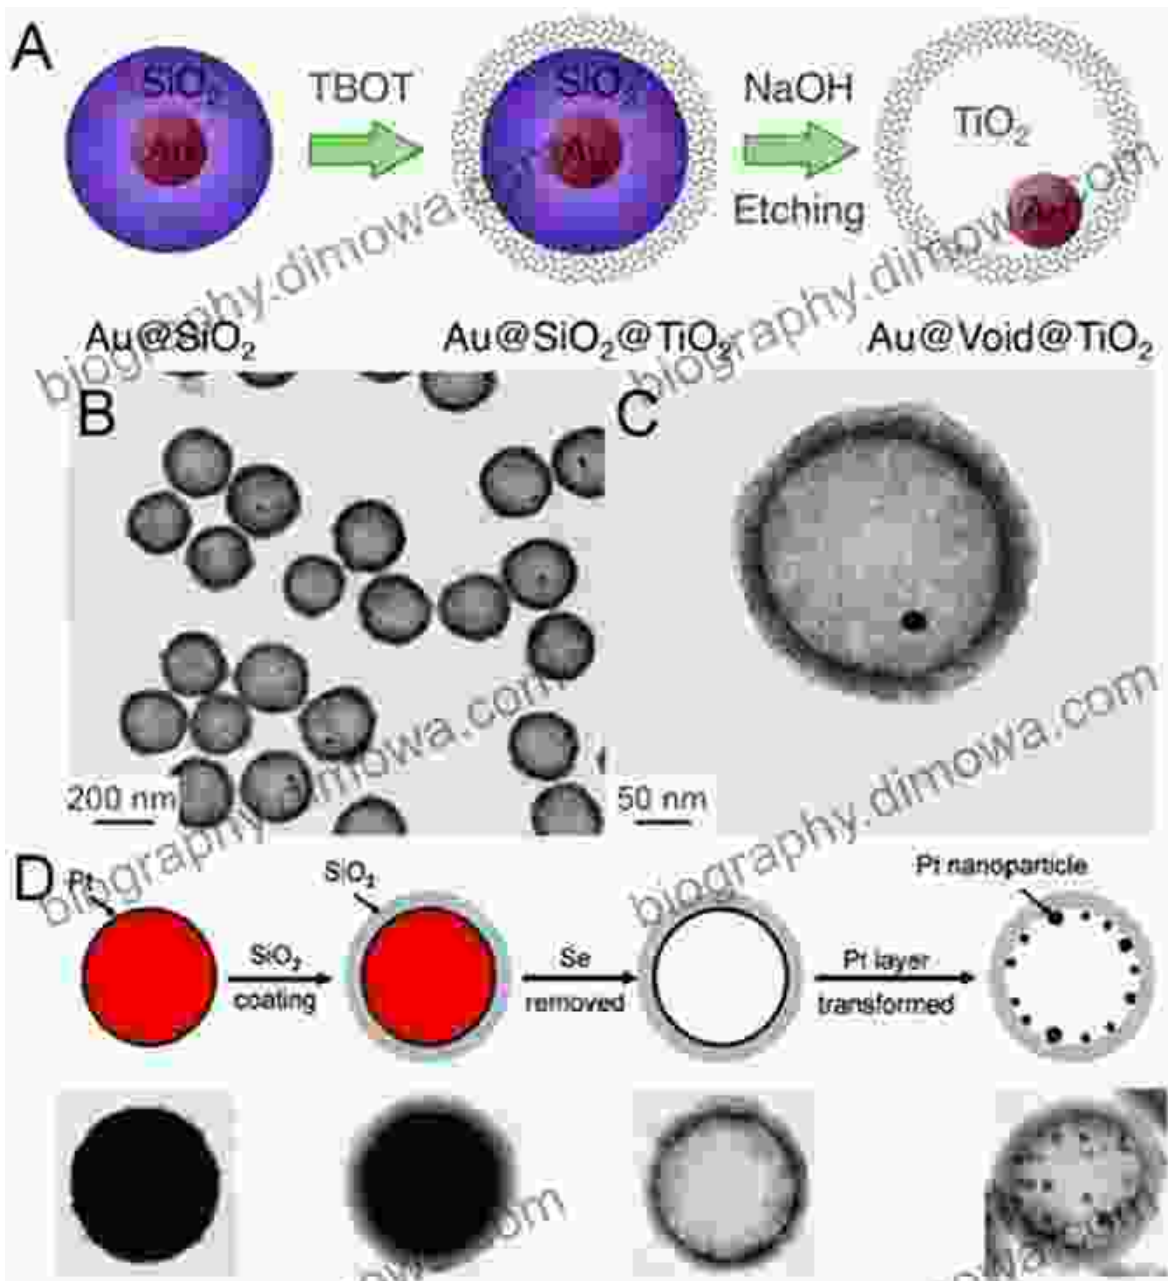 A
SiO₂
Au
TBOT
SiO₂
Au
NaOH
Etching
TiO₂
Au
Au@SiO₂
Au@SiO₂@TiO₂
Au@Void@TiO₂
biography.dimowa.com
biography.dimowa.com
B
200 nm
C
50 nm
biography.dimowa.com
biography.dimowa.com
D
Pt
SiO₂
coating
SiO₂
Se
removed
Pt layer
transformed
Pt nanoparticle